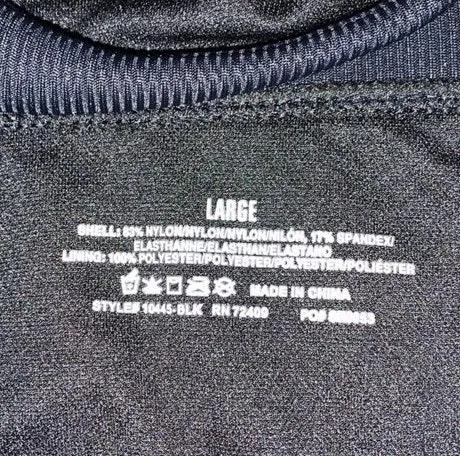 LARGE
SHELL: 83% NYLON/NYLON/NYLON/NILÓN, 17% SPANDEX/
ELASTHANNE/ELASTNAN/ELASTANO
LINING: 100% POLYESTER/POLYESTER/POLYESTER/POLIÉSTER
MADE IN CHINA
STYLE# 10445-BLK RN 72409 PO#